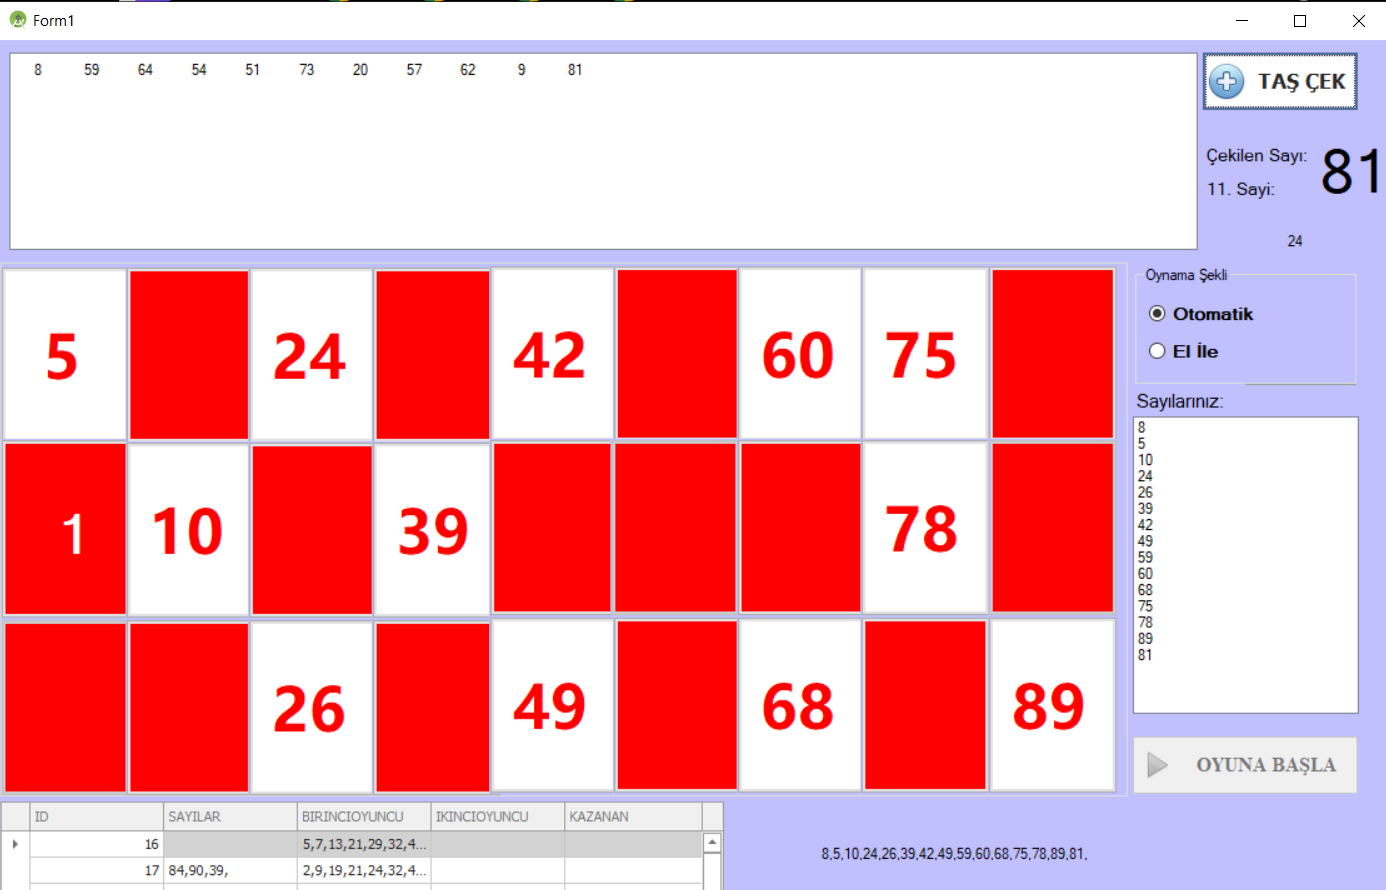 Form1
8 59 64 54 51 73 20 57 62 9 81
TAŞ ÇEK
Çekilen Sayı:
81
11. Sayi:
24
5 24 42 60 75
1 10 39 78
26 49 68 89
Oynama Şekli
Otomatik
El İle
Sayılarınız:
8
5
10
24
26
39
42
49
59
60
68
75
78
89
81
OYUNA BAŞLA
ID SAYILAR BIRINCIOYUNCU IKINCIOYUNCU KAZANAN
16 5,7,13,21,29,32,4...
17 84,90,39, 2,9,19,21,24,32,4...
8,5,10,24,26,39,42,49,59,60,68,75,78,89,81,